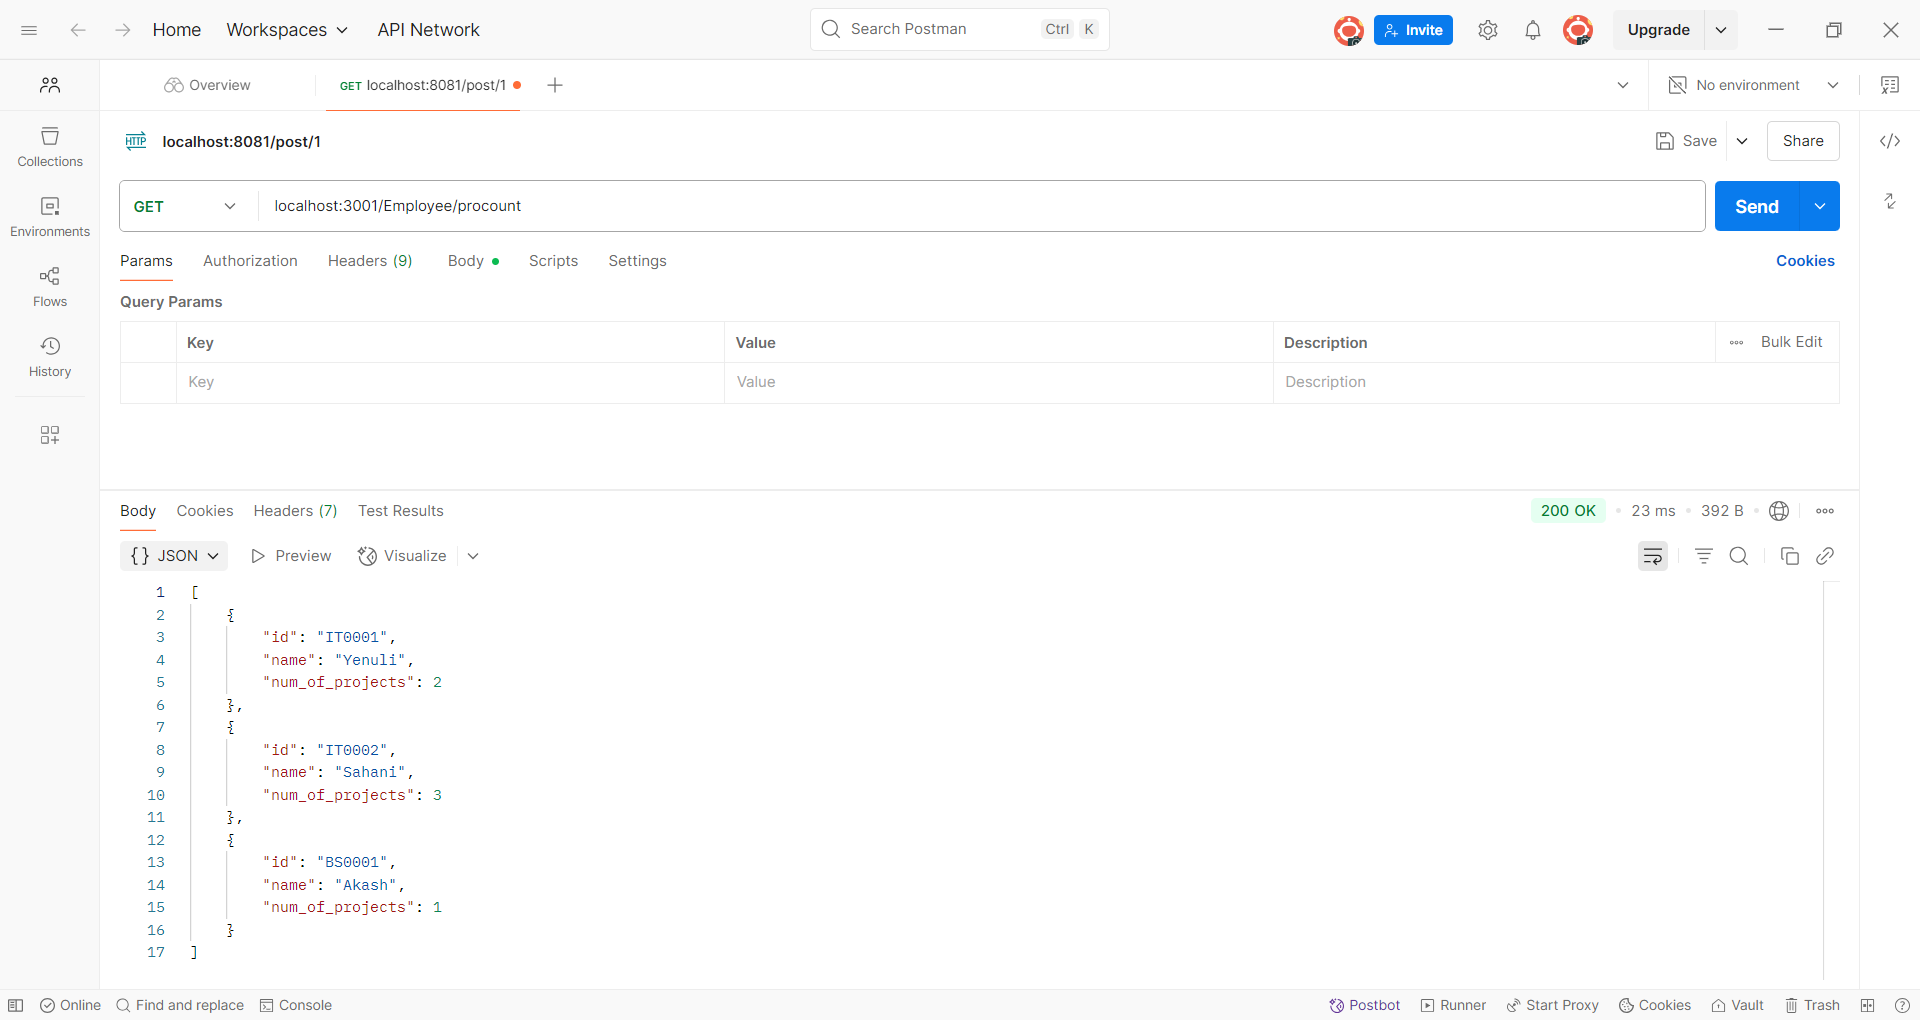 Home Workspaces API Network Search Postman Ctrl K Invite Upgrade
Overview GET localhost:8081/post/1 No environment
HTTP localhost:8081/post/1 Save Share
Collections
GET localhost:3001/Employee/procount Send
Environments
Params Authorization Headers (9) Body Scripts Settings Cookies
Flows
Query Params
Key Value Description Bulk Edit
History
Key Value Description
Body Cookies Headers (7) Test Results 200 OK 23 ms 392 B
{} JSON Preview Visualize
1 [
2 {
3 "id": "IT0001",
4 "name": "Yenuli",
5 "num_of_projects": 2
6 },
7 {
8 "id": "IT0002",
9 "name": "Sahani",
10 "num_of_projects": 3
11 },
12 {
13 "id": "BS0001",
14 "name": "Akash",
15 "num_of_projects": 1
16 }
17 ]
Online Find and replace Console Postbot Runner Start Proxy Cookies Vault Trash